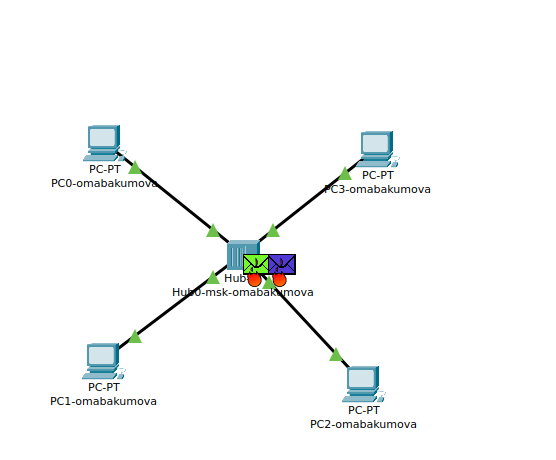 PC-PT
PC0-omabakumova
PC-PT
PC3-omabakumova
Hub-
Hub0-msk-omabakumova
PC-PT
PC1-omabakumova
PC-PT
PC2-omabakumova